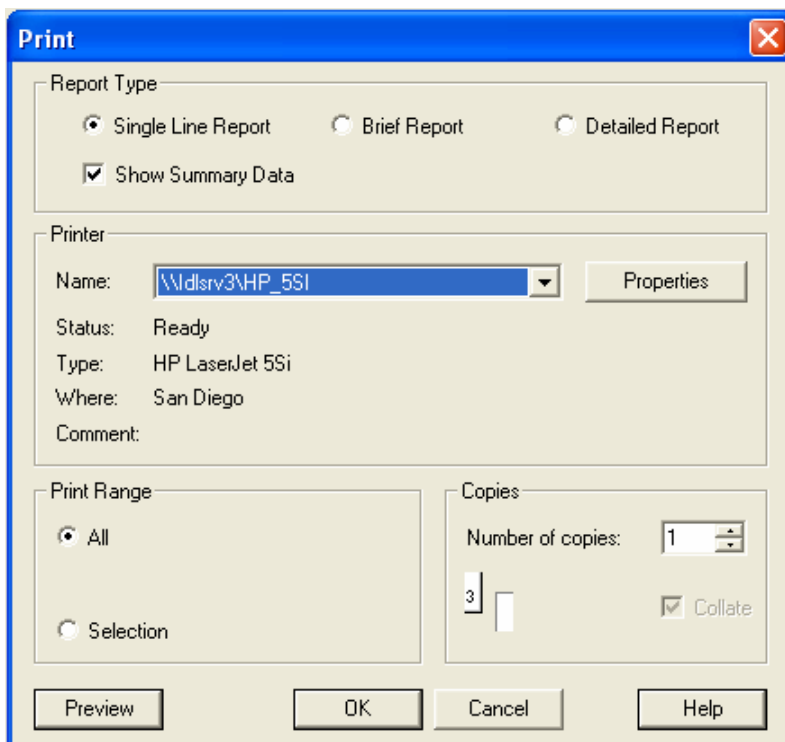 Print
Report Type
Single Line Report Brief Report Detailed Report
Show Summary Data
Printer
Name: \\Idlsrv3\HP_5SI Properties
Status: Ready
Type: HP LaserJet 5Si
Where: San Diego
Comment:
Print Range Copies
All Number of copies: 1
3 Collate
Selection
Preview OK Cancel Help